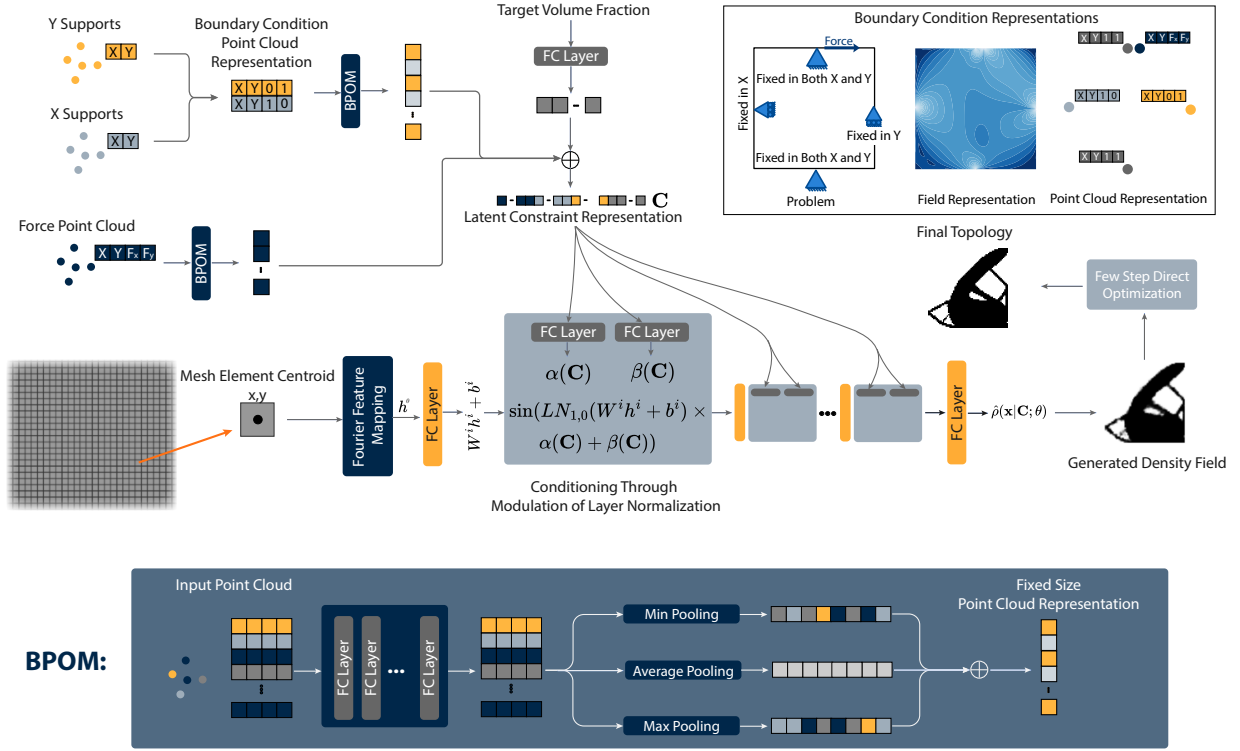 Y Supports
X Y
X Supports
X Y
Boundary Condition
Point Cloud
Representation
X Y 0 1
X Y 1 0
BPOM
Target Volume Fraction
FC Layer
C
Latent Constraint Representation
Force Point Cloud
X Y Fx Fy
BPOM
Boundary Condition Representations
Force
Fixed in Both X and Y
Fixed in X
Fixed in Y
Fixed in Both X and Y
Problem
Field Representation
X Y 1 1
X Y Fx Fy
X Y 1 0
X Y 0 1
X Y 1 1
Point Cloud Representation
Final Topology
Few Step Direct
Optimization
Mesh Element Centroid
x,y
Fourier Feature
Mapping
h⁰
FC Layer
Wⁱhⁱ + bⁱ
FC Layer
FC Layer
α(C)
β(C)
sin(LN₁,₀(Wⁱhⁱ + bⁱ) ×
α(C) + β(C))
Conditioning Through
Modulation of Layer Normalization
FC Layer
ρ̂(x|C; θ)
Generated Density Field
BPOM:
Input Point Cloud
FC Layer
FC Layer
FC Layer
Min Pooling
Average Pooling
Max Pooling
Fixed Size
Point Cloud Representation